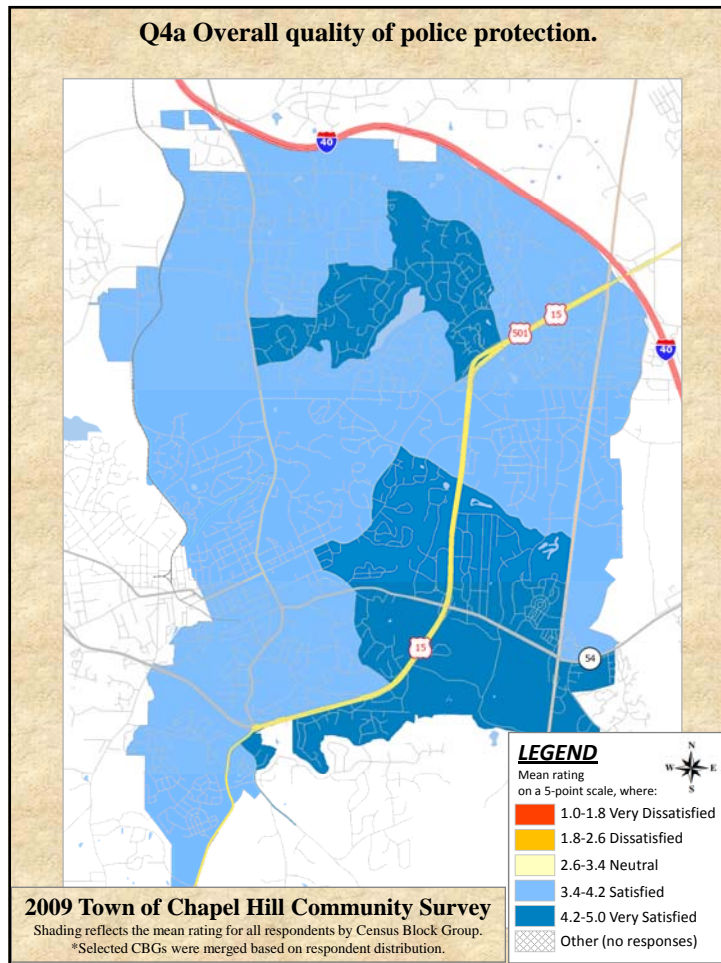 Q4a Overall quality of police protection.
40
15
501
40
15
54
LEGEND
Mean rating
on a 5-point scale, where:
N
W E
S
1.0-1.8 Very Dissatisfied
1.8-2.6 Dissatisfied
2.6-3.4 Neutral
3.4-4.2 Satisfied
4.2-5.0 Very Satisfied
Other (no responses)
2009 Town of Chapel Hill Community Survey
Shading reflects the mean rating for all respondents by Census Block Group.
*Selected CBGs were merged based on respondent distribution.